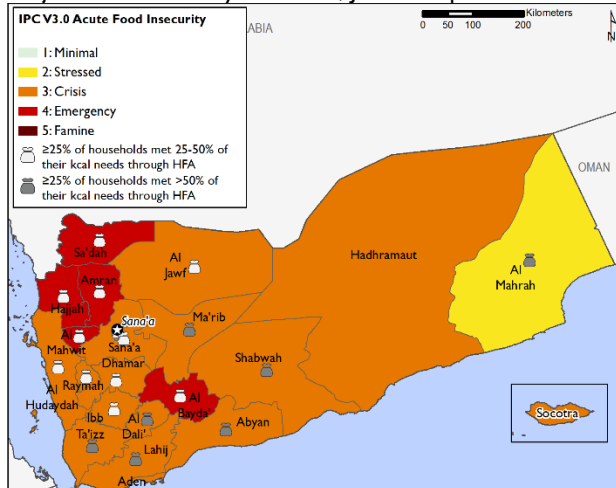 IPC V3.0 Acute Food Insecurity
1: Minimal
2: Stressed
3: Crisis
4: Emergency
5: Famine
≥25% of households met 25-50% of
their kcal needs through HFA
≥25% of households met >50% of
their kcal needs through HFA
ABIA
Kilometers
0 50 100 200
N
OMAN
Sa'dah
Al
Jawf
Hadhramaut
Al
Mahrah
Amran
Hajjah
Sana'a
Ma'rib
Al
Mahwit
Sana'a
Dhamar
Shabwah
Raymah
Al
Hudaydah
Al
Bayda'
Ibb
Al
Dali'
Abyan
Ta'izz
Lahij
Aden
Socotra